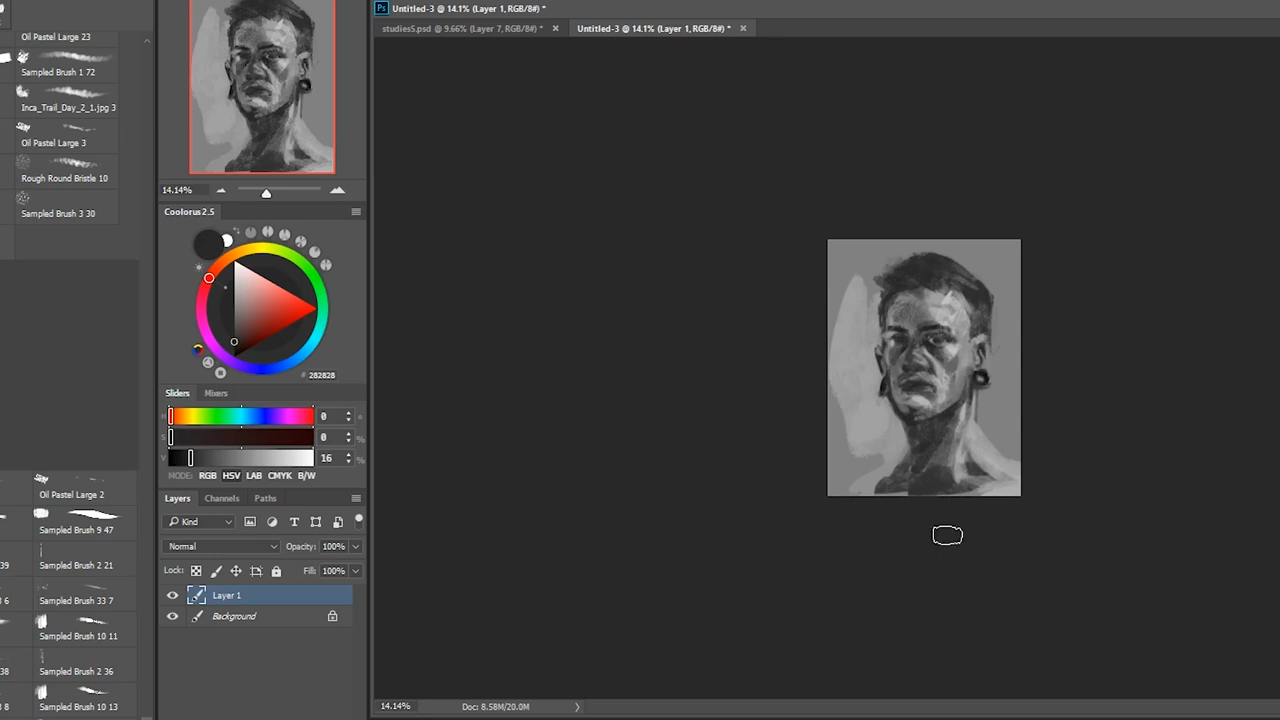 Oil Pastel Large 23
Sampled Brush 1 72
Inca_Trail_Day_2_1.jpg 3
Oil Pastel Large 3
Rough Round Bristle 10
Sampled Brush 3 30
Oil Pastel Large 2
Sampled Brush 9 47
39
Sampled Brush 2 21
6
Sampled Brush 33 7
Sampled Brush 10 11
38
Sampled Brush 2 36
8
Sampled Brush 10 13
14.14%
Coolorus2.5
# 282828
Sliders Mixers
H 0 °
S 0 %
V 16 %
MODE: RGB HSV LAB CMYK B/W
Layers Channels Paths
Kind T
Normal Opacity: 100%
Lock: Fill: 100%
Layer 1
Background
Ps Untitled-3 @ 14.1% (Layer 1, RGB/8#) *
studies5.psd @ 9.66% (Layer 7, RGB/8#) * Untitled-3 @ 14.1% (Layer 1, RGB/8#) *
14.14% Doc: 8.58M/20.0M